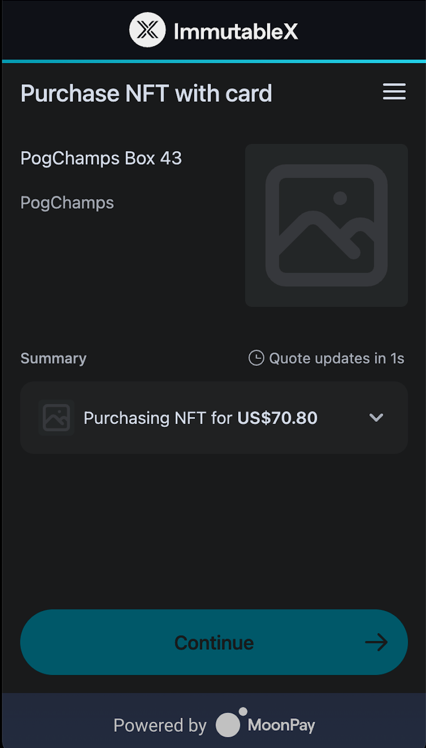 ImmutableX
Purchase NFT with card
PogChamps Box 43
PogChamps
Summary
Quote updates in 1s
Purchasing NFT for US$70.80
Continue
Powered by MoonPay